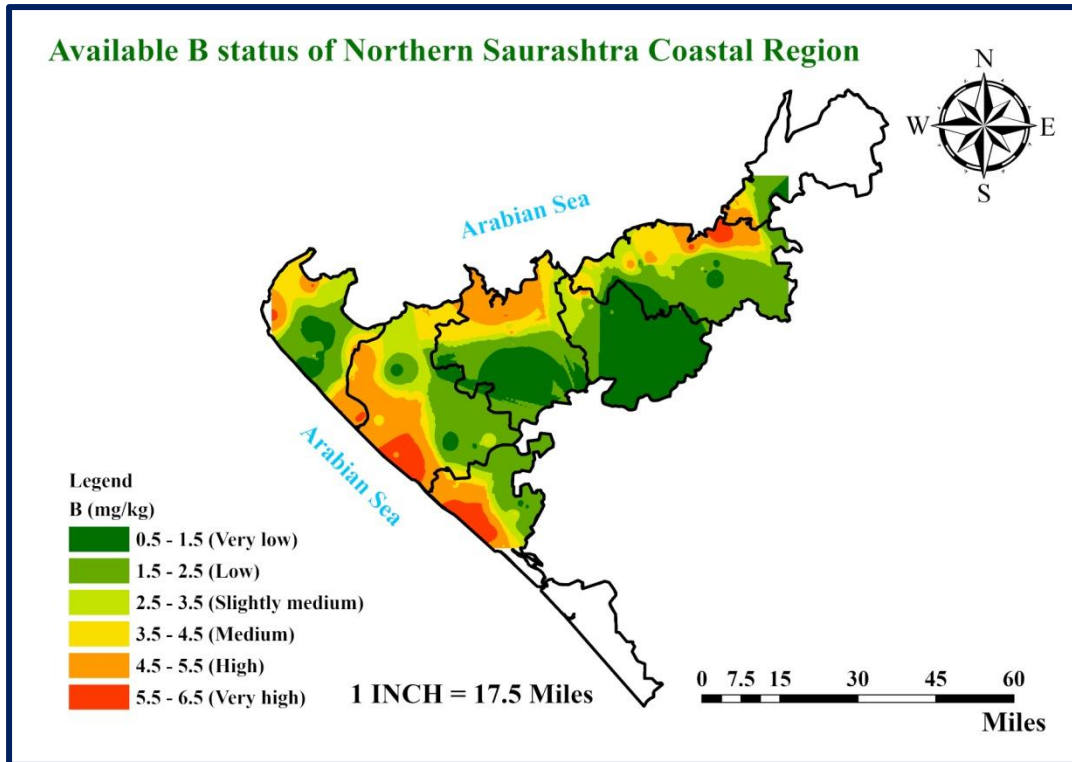 Available B status of Northern Saurashtra Coastal Region
N
W
E
S
Arabian Sea
Arabian Sea
Legend
B (mg/kg)
0.5 - 1.5 (Very low)
1.5 - 2.5 (Low)
2.5 - 3.5 (Slightly medium)
3.5 - 4.5 (Medium)
4.5 - 5.5 (High)
5.5 - 6.5 (Very high)
1 INCH = 17.5 Miles
0 7.5 15 30 45 60
Miles